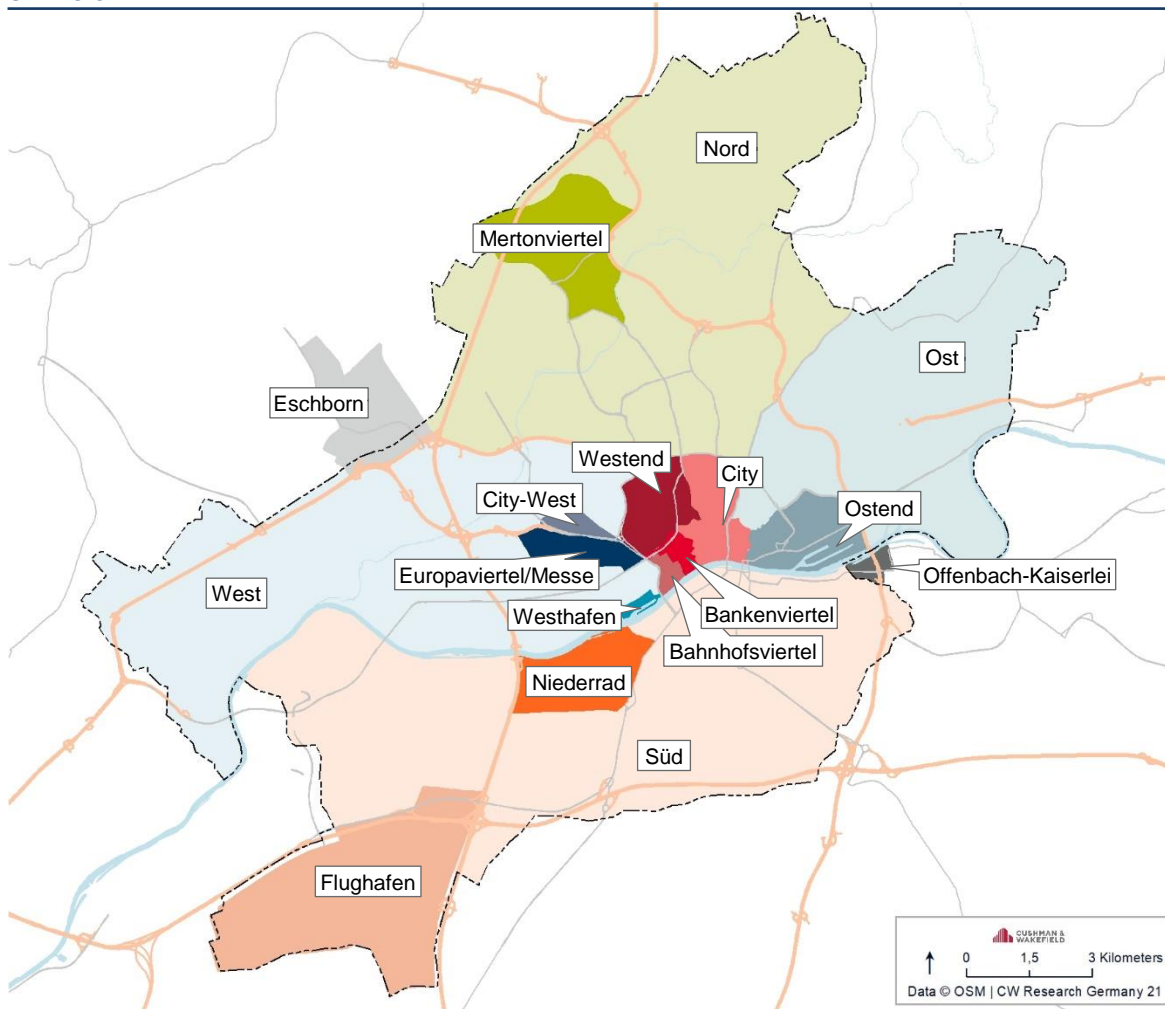 Nord
Mertonviertel
Ost
Eschborn
Westend
City
City-West
Ostend
Europaviertel/Messe
Offenbach-Kaiserlei
West
Westhafen
Bankenviertel
Bahnhofsviertel
Niederrad
Süd
Flughafen
CUSHMAN &
WAKEFIELD
0 1,5 3 Kilometers
Data © OSM | CW Research Germany 21